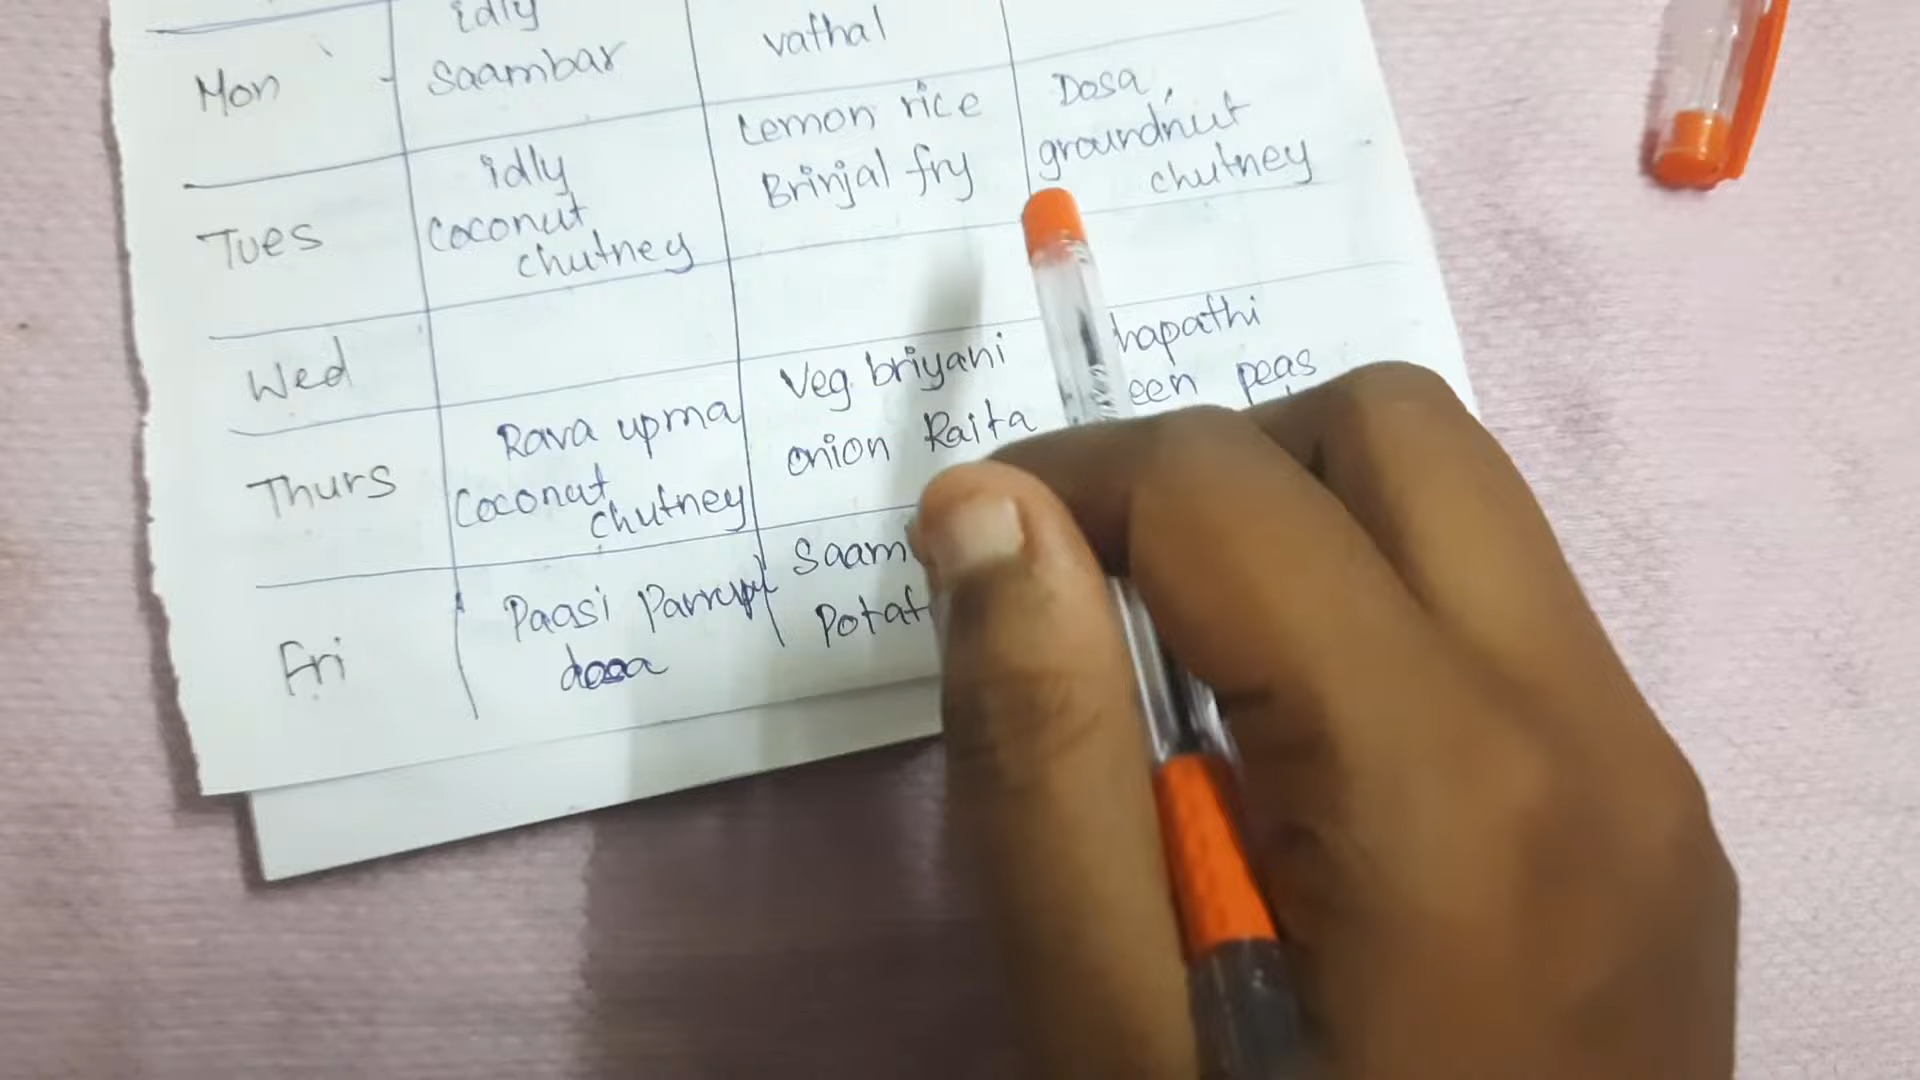 idly
Mon
Saambar
vathal
Tues
idly
coconut
chutney
Lemon rice
Brinjal fry
Dosa,
groundnut
chutney
Wed
Thurs
Rava upma
Coconut
chutney
Veg briyani
onion Raita
hapathi
een peas
Fri
Paasi Parrupu
dosa
Saam
Potat